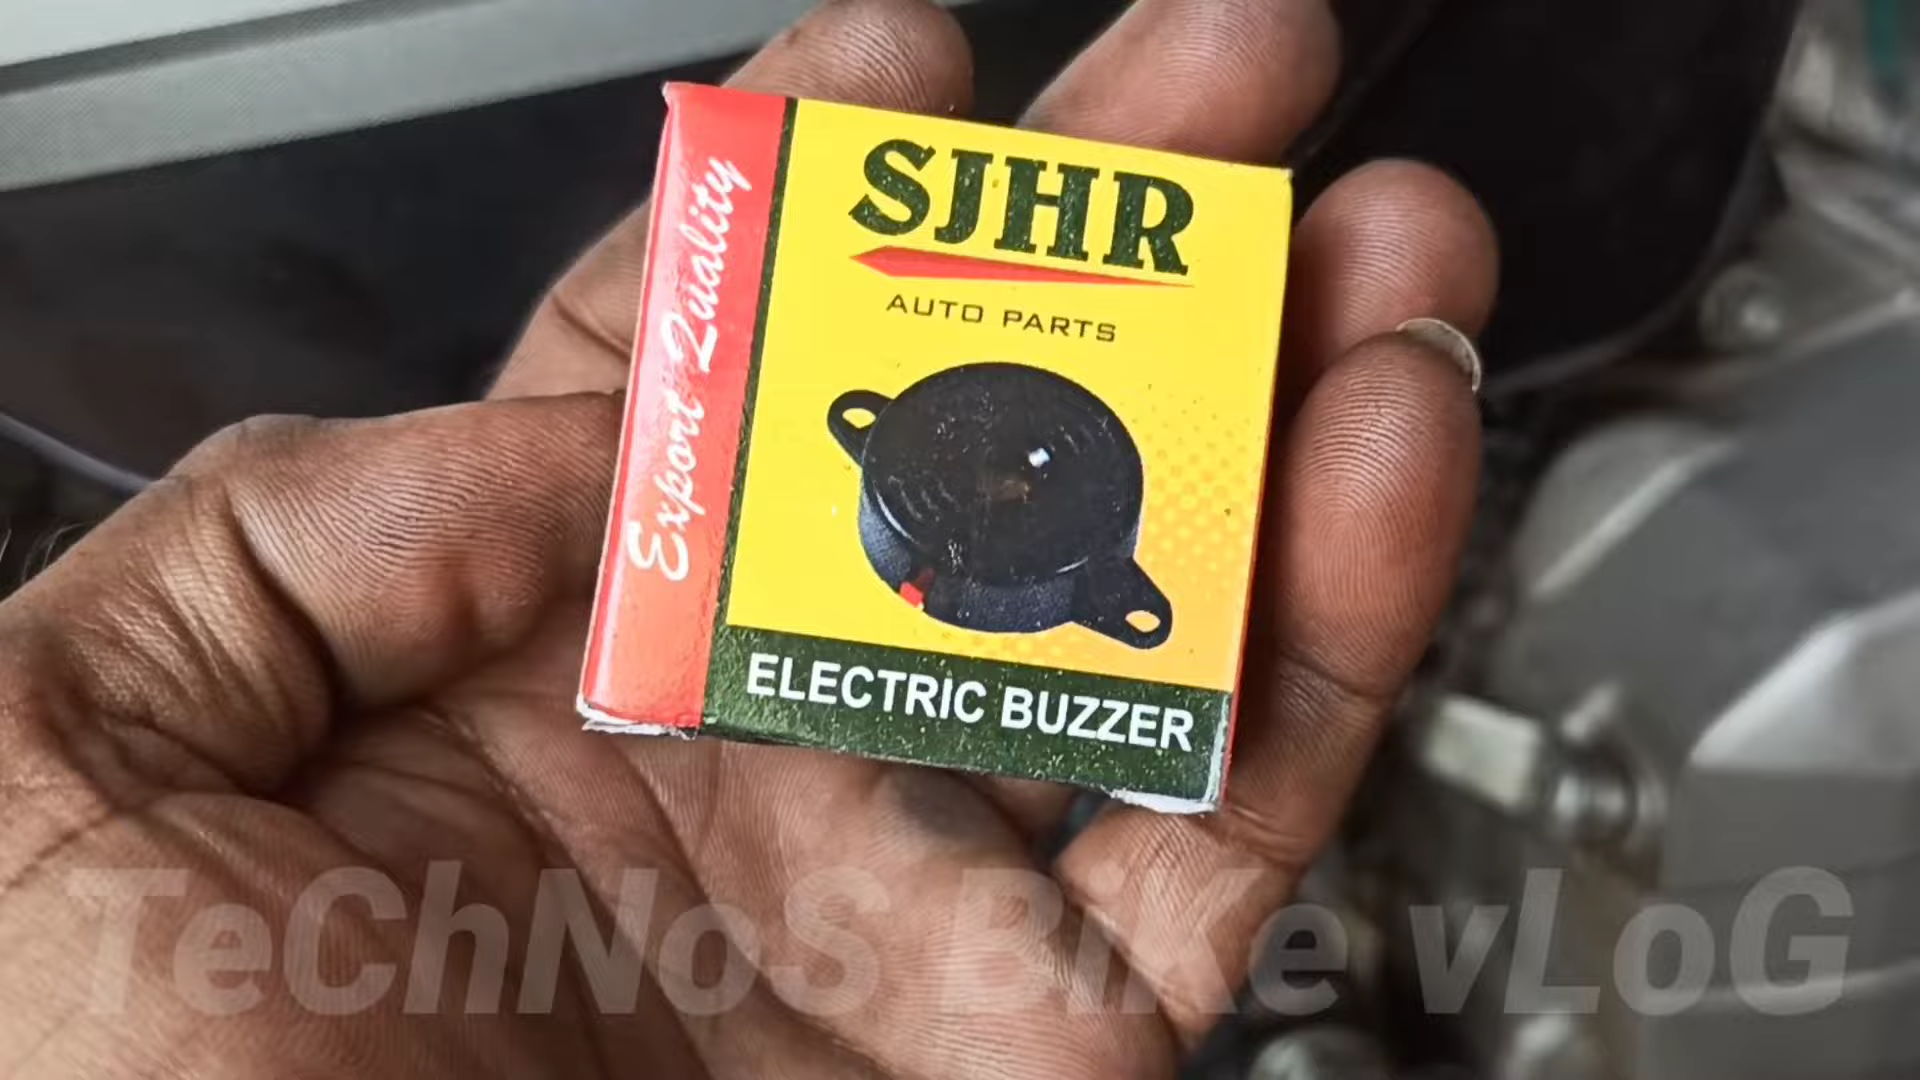 SJHR
AUTO PARTS
Export Quality
ELECTRIC BUZZER
TeChNoS BiKe vLoG